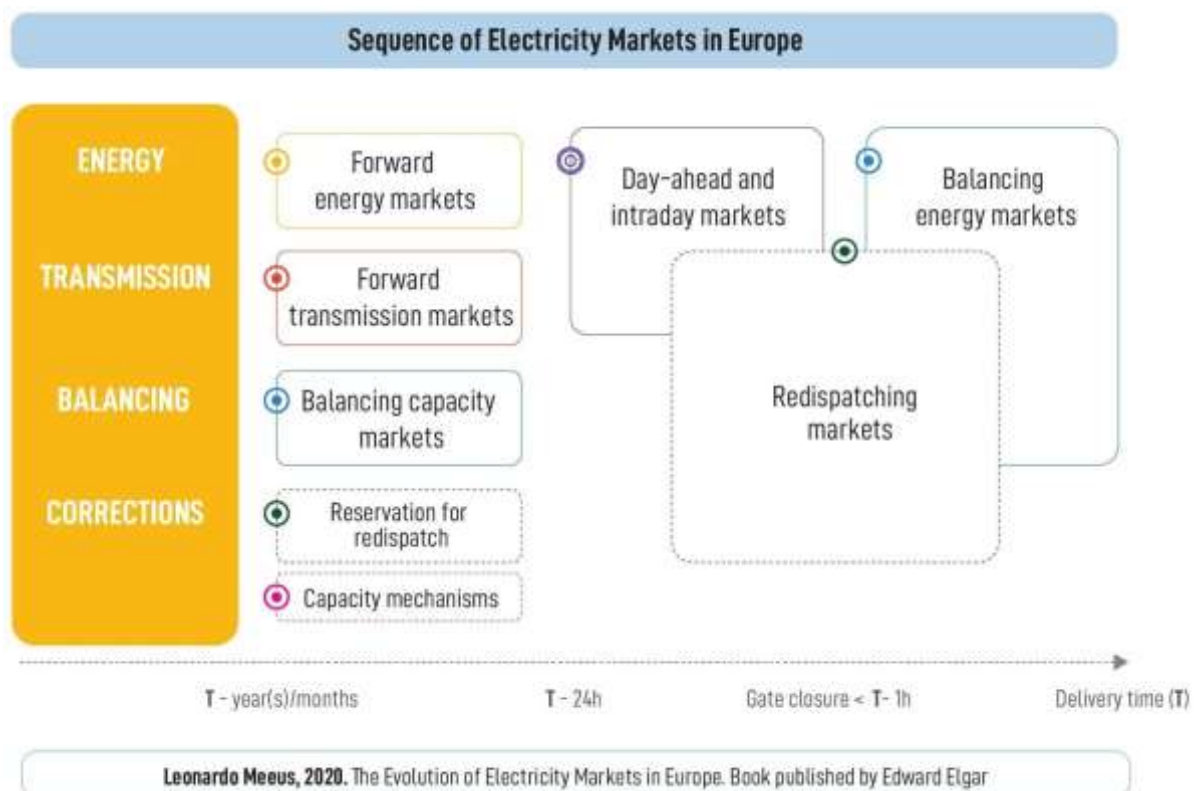 Sequence of Electricity Markets in Europe
ENERGY
Forward
energy markets
Day-ahead and
intraday markets
Balancing
energy markets
TRANSMISSION
Forward
transmission markets
BALANCING
Balancing capacity
markets
Redispatching
markets
CORRECTIONS
Reservation for
redispatch
Capacity mechanisms
T - year(s)/months
T - 24h
Gate closure < T- 1h
Delivery time (T)
Leonardo Meeus, 2020. The Evolution of Electricity Markets in Europe. Book published by Edward Elgar